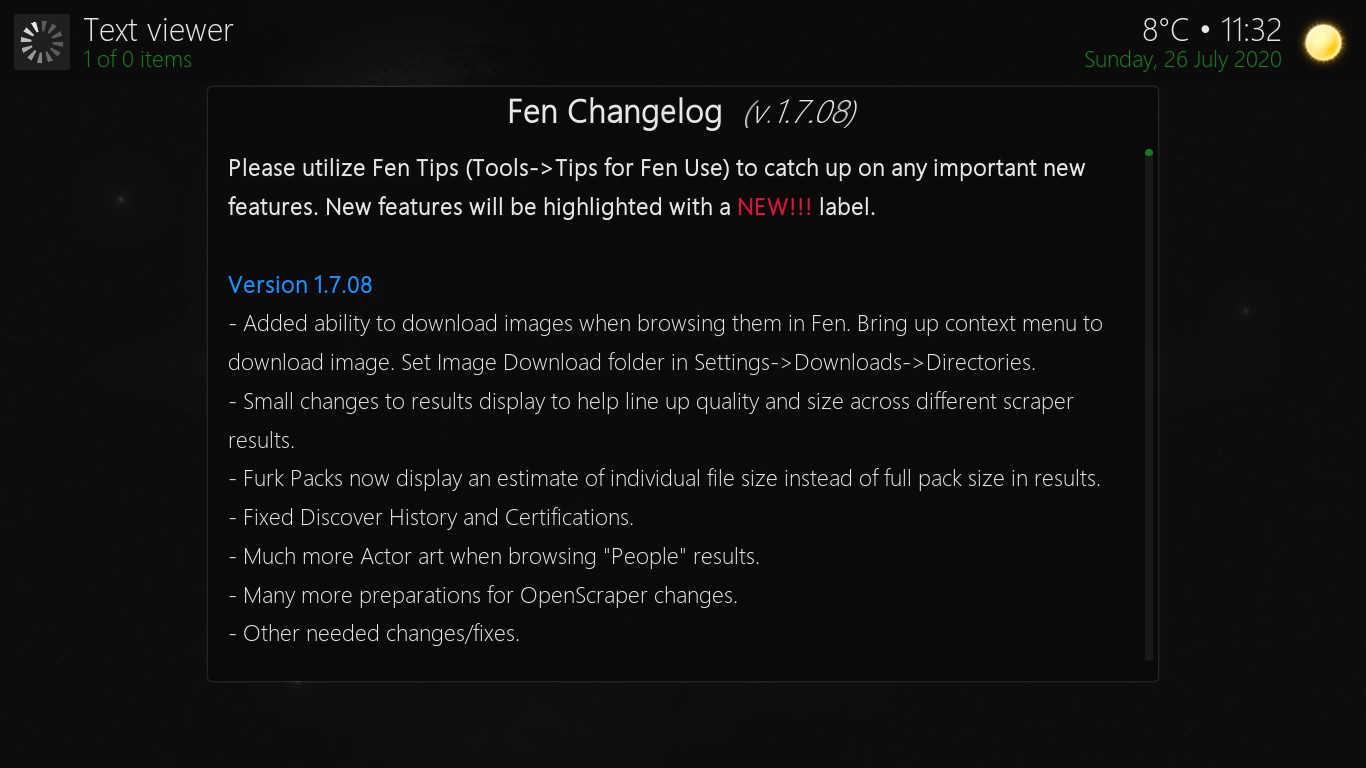 Text viewer
1 of 0 items
8°C • 11:32
Sunday, 26 July 2020
Fen Changelog (v.1.7.08)
Please utilize Fen Tips (Tools->Tips for Fen Use) to catch up on any important new
features. New features will be highlighted with a NEW!!! label.
Version 1.7.08
- Added ability to download images when browsing them in Fen. Bring up context menu to
download image. Set Image Download folder in Settings->Downloads->Directories.
- Small changes to results display to help line up quality and size across different scraper
results.
- Furk Packs now display an estimate of individual file size instead of full pack size in results.
- Fixed Discover History and Certifications.
- Much more Actor art when browsing "People" results.
- Many more preparations for OpenScraper changes.
- Other needed changes/fixes.